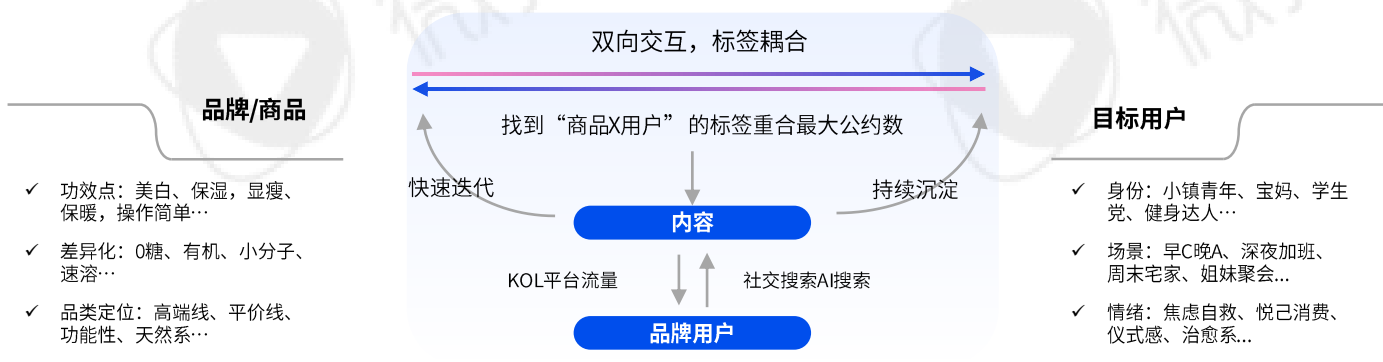 双向交互，标签耦合
品牌/商品
找到“商品X用户”的标签重合最大公约数
目标用户
快速迭代
持续沉淀
内容
KOL平台流量
社交搜索AI搜索
品牌用户
功效点：美白、保湿，显瘦、
保暖，操作简单…
差异化：0糖、有机、小分子、
速溶…
品类定位：高端线、平价线、
功能性、天然系…
身份：小镇青年、宝妈、学生
党、健身达人…
场景：早C晚A、深夜加班、
周末宅家、姐妹聚会...
情绪：焦虑自救、悦己消费、
仪式感、治愈系...